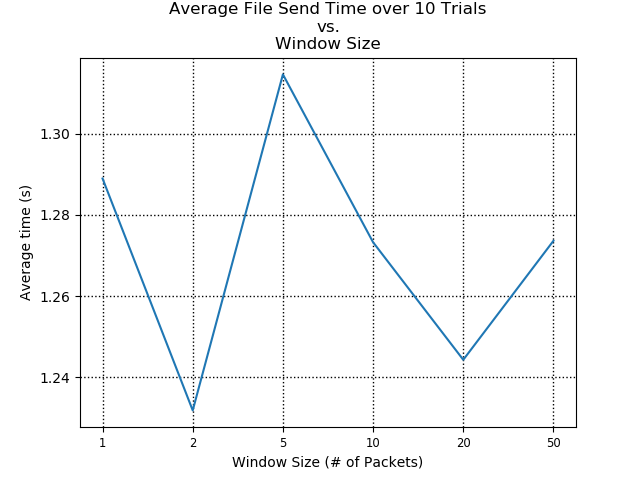 Average File Send Time over 10 Trials
vs.
Window Size
Average time (s)
1.30
1.28
1.26
1.24
1 2 5 10 20 50
Window Size (# of Packets)